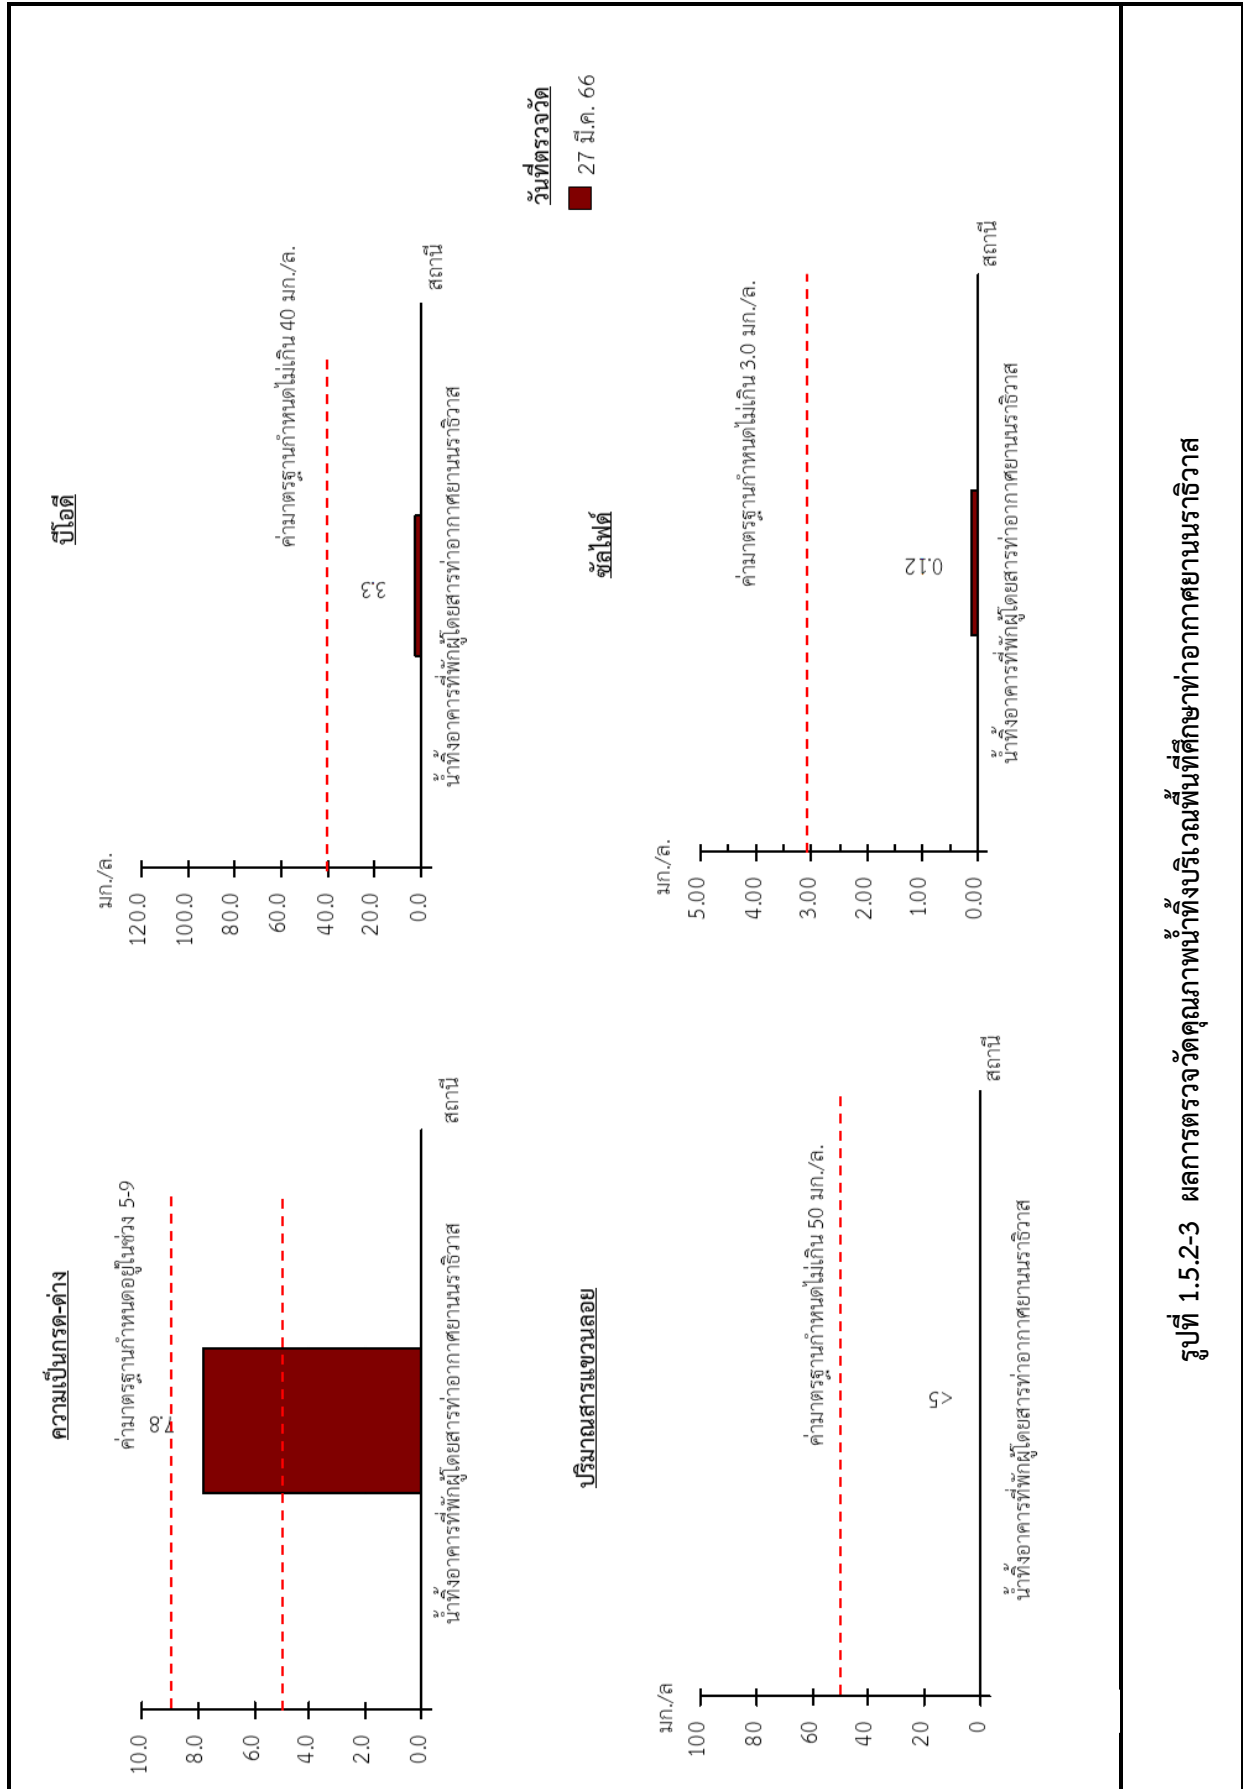 ความเป็นกรด-ด่าง
ค่ามาตรฐานกำหนดอยู่ในช่วง 5-9
10.0
8.0
6.0
4.0
2.0
0.0
7.8
สถานี
น้ำทิ้งอาคารที่พักผู้โดยสารท่าอากาศยานนราธิวาส
บีโอดี
มก./ล.
ค่ามาตรฐานกำหนดไม่เกิน 40 มก./ล.
120.0
100.0
80.0
60.0
40.0
20.0
0.0
3.3
สถานี
น้ำทิ้งอาคารที่พักผู้โดยสารท่าอากาศยานนราธิวาส
วันที่ตรวจวัด
27 มี.ค. 66
ปริมาณสารแขวนลอย
มก./ล
ค่ามาตรฐานกำหนดไม่เกิน 50 มก./ล.
100
80
60
40
20
0
<5
สถานี
น้ำทิ้งอาคารที่พักผู้โดยสารท่าอากาศยานนราธิวาส
ซัลไฟด์
มก./ล.
ค่ามาตรฐานกำหนดไม่เกิน 3.0 มก./ล.
5.00
4.00
3.00
2.00
1.00
0.00
0.12
สถานี
น้ำทิ้งอาคารที่พักผู้โดยสารท่าอากาศยานนราธิวาส
รูปที่ 1.5.2-3 ผลการตรวจวัดคุณภาพน้ำทิ้งบริเวณพื้นที่ศึกษาท่าอากาศยานนราธิวาส